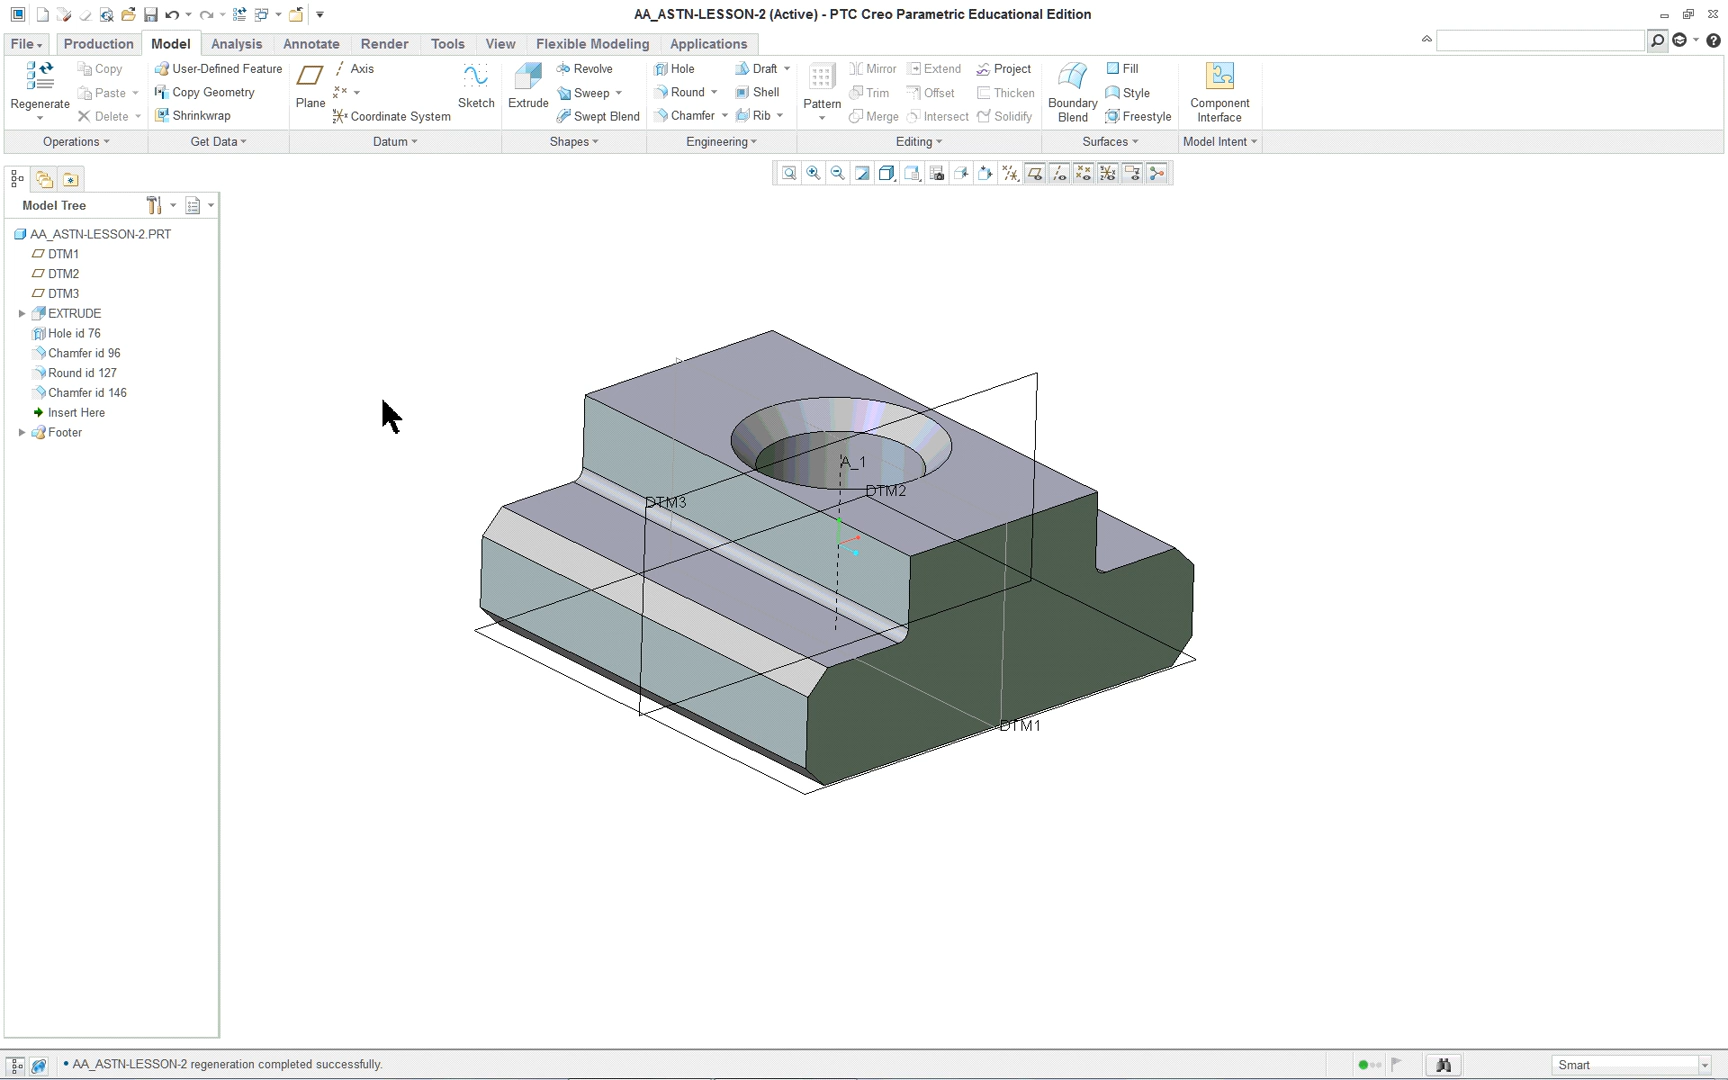 AA_ASTN-LESSON-2 (Active) - PTC Creo Parametric Educational Edition
File Production Model Analysis Annotate Render Tools View Flexible Modeling Applications
Regenerate
Copy
Paste
Delete
Operations
User-Defined Feature
Copy Geometry
Shrinkwrap
Get Data
Plane
Axis
Coordinate System
Sketch
Datum
Extrude
Revolve
Sweep
Swept Blend
Shapes
Hole
Round
Chamfer
Draft
Shell
Rib
Engineering
Pattern
Mirror
Extend
Project
Trim
Offset
Thicken
Merge
Intersect
Solidify
Editing
Boundary
Blend
Fill
Style
Freestyle
Surfaces
Component
Interface
Model Intent
Model Tree
AA_ASTN-LESSON-2.PRT
DTM1
DTM2
DTM3
EXTRUDE
Hole id 76
Chamfer id 96
Round id 127
Chamfer id 146
Insert Here
Footer
A_1
DTM2
DTM3
DTM1
AA_ASTN-LESSON-2 regeneration completed successfully.
Smart